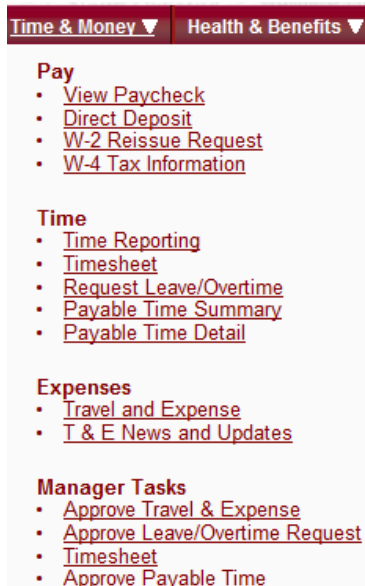 Time & Money ▼ Health & Benefits ▼
Pay
• View Paycheck
• Direct Deposit
• W-2 Reissue Request
• W-4 Tax Information
Time
• Time Reporting
• Timesheet
• Request Leave/Overtime
• Payable Time Summary
• Payable Time Detail
Expenses
• Travel and Expense
• T & E News and Updates
Manager Tasks
• Approve Travel & Expense
• Approve Leave/Overtime Request
• Timesheet
• Approve Payable Time